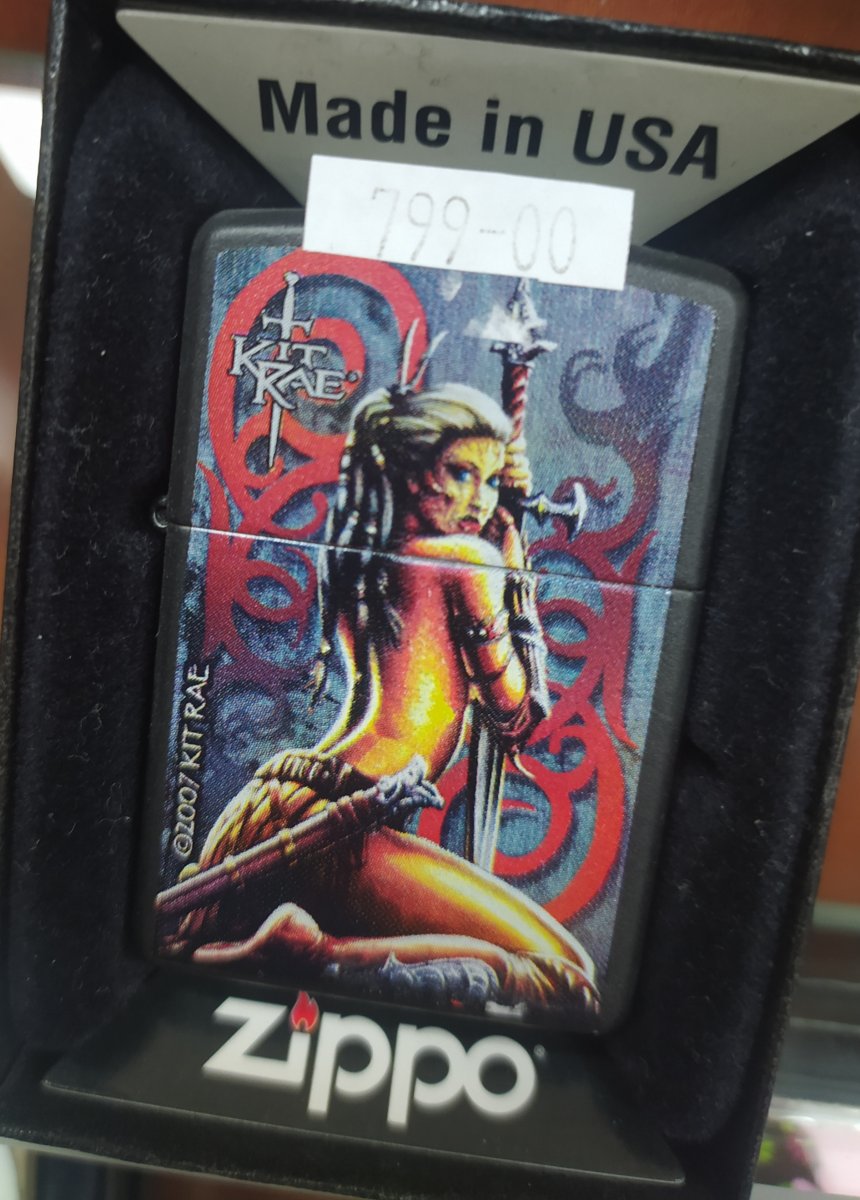 Made in USA
799-00
KIT
RAE
©2007 KIT RAE
zippo